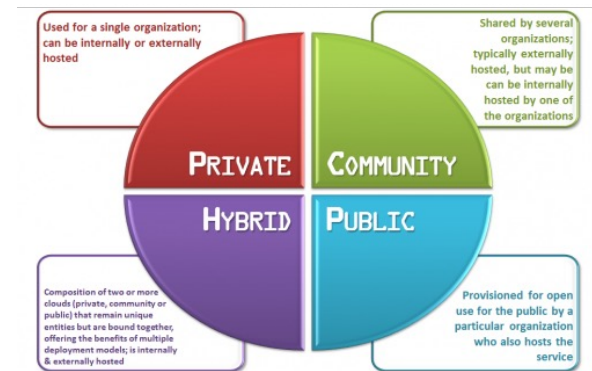 Used for a single organization;
can be internally or externally
hosted
Shared by several
organizations;
typically externally
hosted, but may be
can be internally
hosted by one of
the organizations
PRIVATE
COMMUNITY
HYBRID
PUBLIC
Composition of two or more
clouds (private, community or
public) that remain unique
entities but are bound together,
offering the benefits of multiple
deployment models; is internally
& externally hosted
Provisioned for open
use for the public by a
particular organization
who also hosts the
service